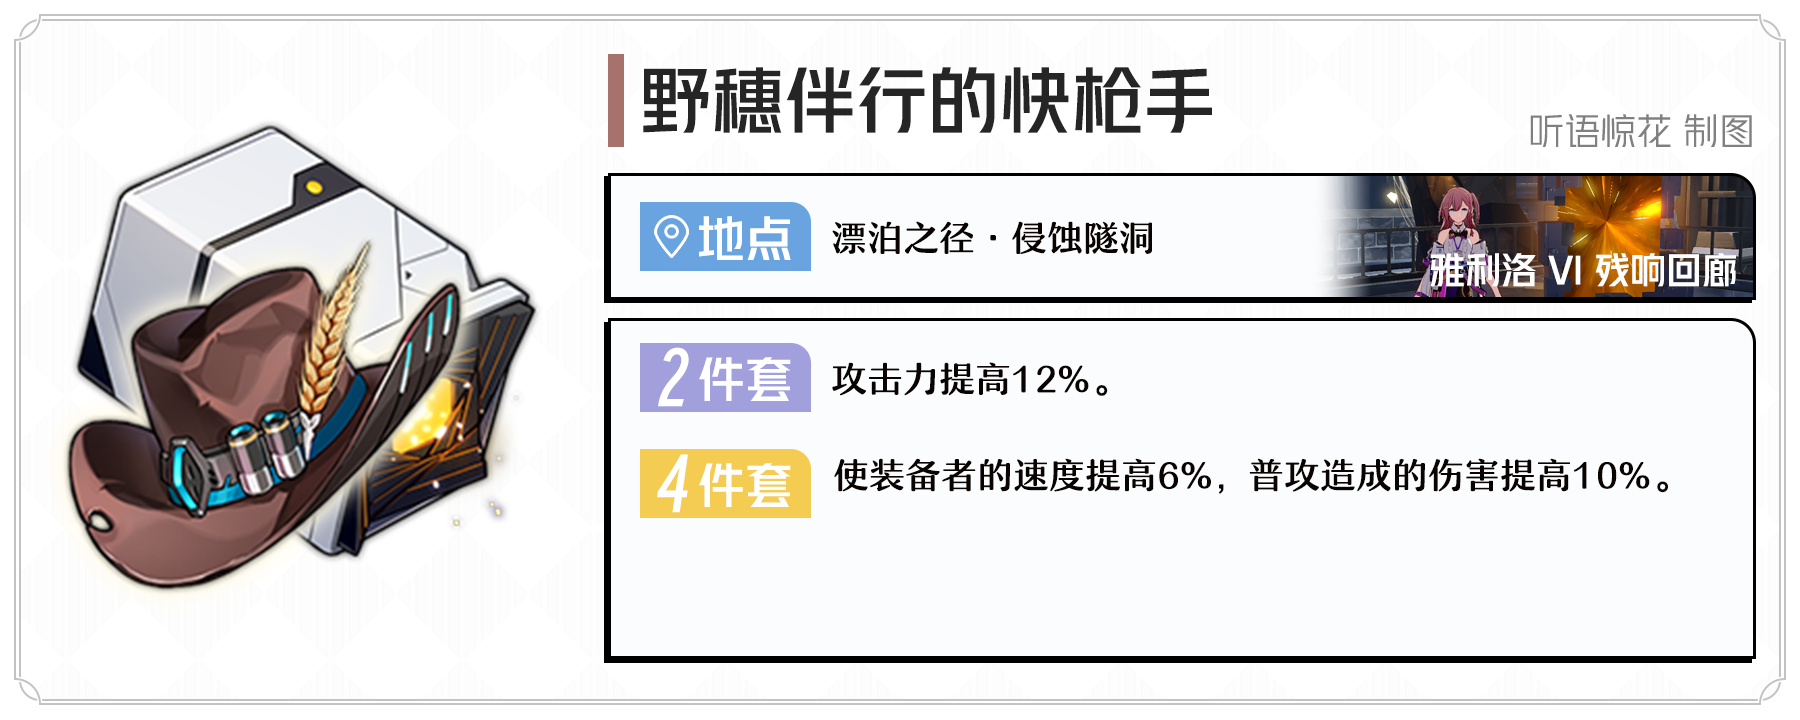 野穗伴行的快枪手
听语惊花 制图
地点 漂泊之径·侵蚀隧洞
雅利洛 VI 残响回廊
2件套 攻击力提高12%。
4件套 使装备者的速度提高6%，普攻造成的伤害提高10%。